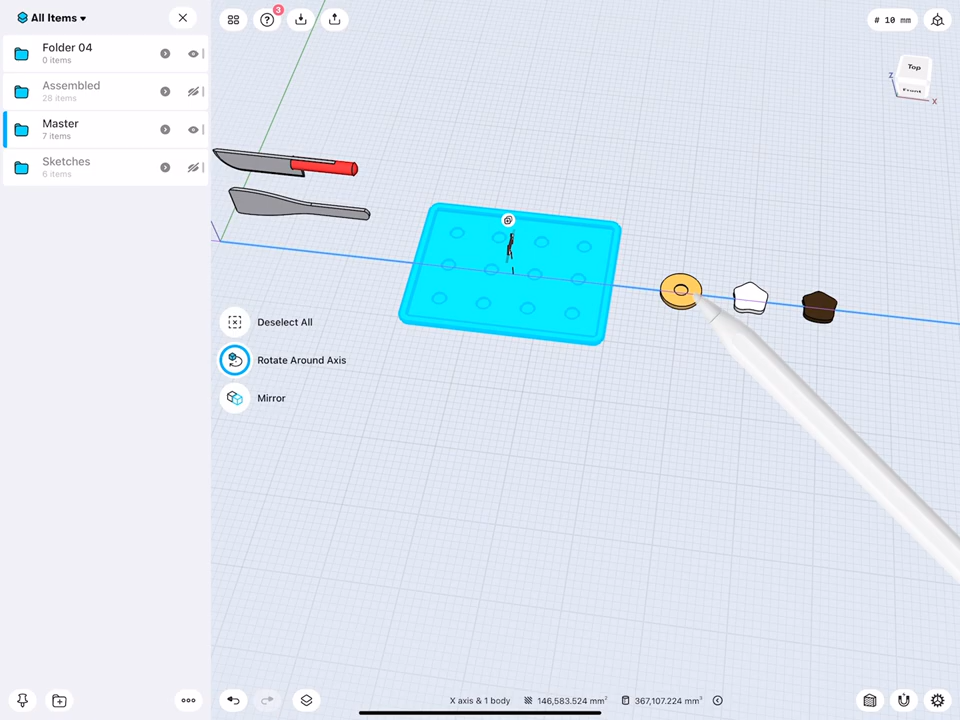 All Items
Folder 04
0 items
Assembled
28 items
Master
7 items
Sketches
6 items
3
# 10 mm
Top
Front
Z
X
Deselect All
Rotate Around Axis
Mirror
X axis & 1 body
146,583.524 mm²
367,107.224 mm³